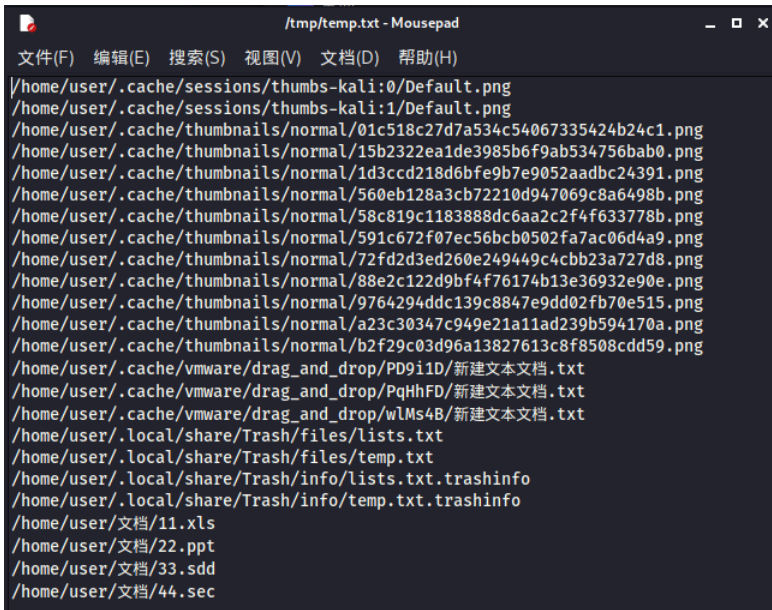 /tmp/temp.txt - Mousepad
文件(F) 编辑(E) 搜索(S) 视图(V) 文档(D) 帮助(H)
/home/user/.cache/sessions/thumbs-kali:0/Default.png
/home/user/.cache/sessions/thumbs-kali:1/Default.png
/home/user/.cache/thumbnails/normal/01c518c27d7a534c54067335424b24c1.png
/home/user/.cache/thumbnails/normal/15b2322ea1de3985b6f9ab534756bab0.png
/home/user/.cache/thumbnails/normal/1d3ccd218d6bfe9b7e9052aadbc24391.png
/home/user/.cache/thumbnails/normal/560eb128a3cb72210d947069c8a6498b.png
/home/user/.cache/thumbnails/normal/58c819c1183888dc6aa2c2f4f633778b.png
/home/user/.cache/thumbnails/normal/591c672f07ec56bcb0502fa7ac06d4a9.png
/home/user/.cache/thumbnails/normal/72fd2d3ed260e249449c4cbb23a727d8.png
/home/user/.cache/thumbnails/normal/88e2c122d9bf4f76174b13e36932e90e.png
/home/user/.cache/thumbnails/normal/9764294ddc139c8847e9dd02fb70e515.png
/home/user/.cache/thumbnails/normal/a23c30347c949e21a11ad239b594170a.png
/home/user/.cache/thumbnails/normal/b2f29c03d96a13827613c8f8508cdd59.png
/home/user/.cache/vmware/drag_and_drop/PD9i1D/新建文本文档.txt
/home/user/.cache/vmware/drag_and_drop/PqHhFD/新建文本文档.txt
/home/user/.cache/vmware/drag_and_drop/wlMs4B/新建文本文档.txt
/home/user/.local/share/Trash/files/lists.txt
/home/user/.local/share/Trash/files/temp.txt
/home/user/.local/share/Trash/info/lists.txt.trashinfo
/home/user/.local/share/Trash/info/temp.txt.trashinfo
/home/user/文档/11.xls
/home/user/文档/22.ppt
/home/user/文档/33.sdd
/home/user/文档/44.sec